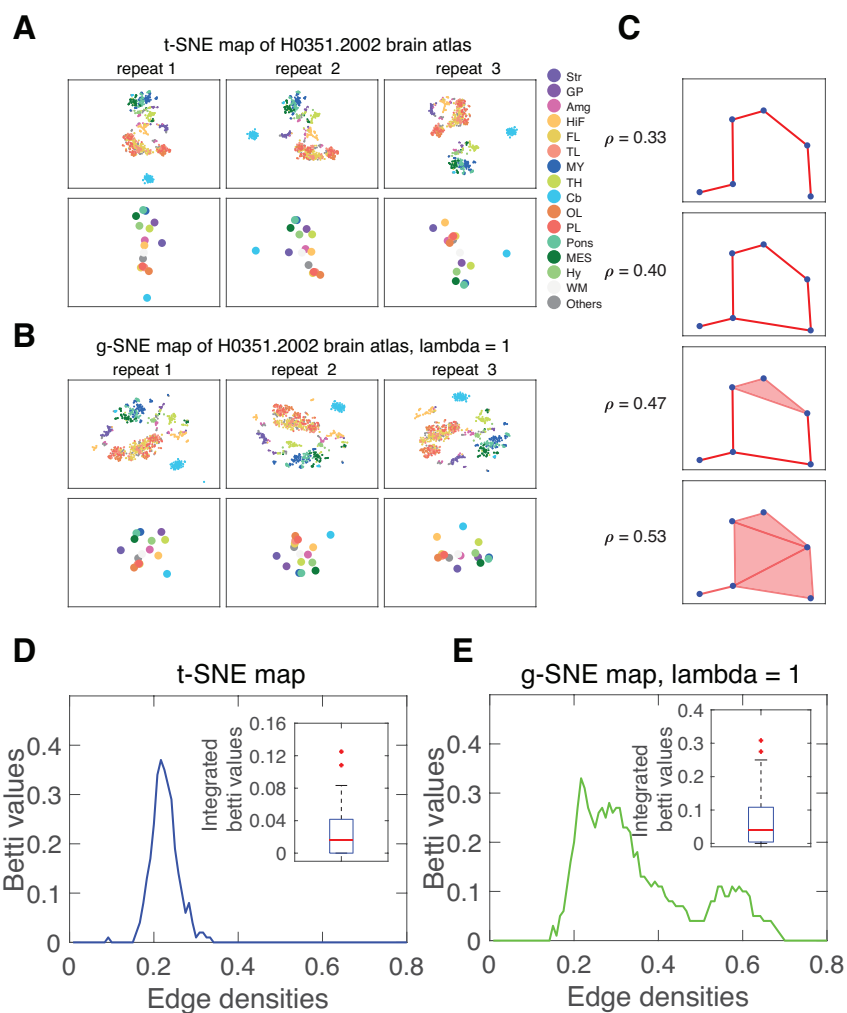 A
t-SNE map of H0351.2002 brain atlas
repeat 1
repeat 2
repeat 3
Str
GP
Amg
HiF
FL
TL
MY
TH
Cb
OL
PL
Pons
MES
Hy
WM
Others
B
g-SNE map of H0351.2002 brain atlas, lambda = 1
repeat 1
repeat 2
repeat 3
C
ρ = 0.33
ρ = 0.40
ρ = 0.47
ρ = 0.53
D
t-SNE map
Betti values
0.4
0.3
0.2
0.1
0
0
0.2
0.4
0.6
0.8
Edge densities
Integrated
betti values
0.16
0.12
0.08
0.04
0
E
g-SNE map, lambda = 1
Betti values
0.4
0.3
0.2
0.1
0
0
0.2
0.4
0.6
0.8
Edge densities
Integrated
betti values
0.4
0.3
0.2
0.1
0